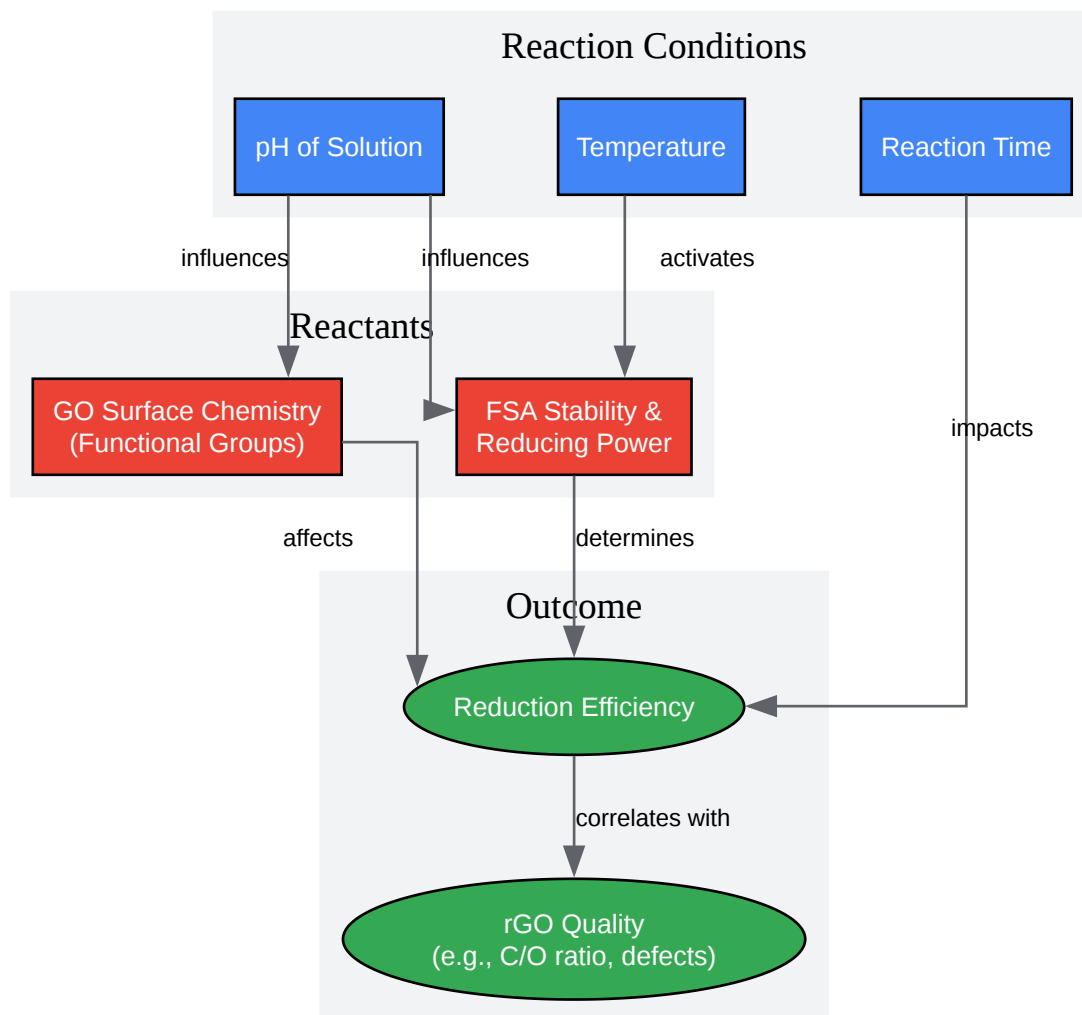 Reaction Conditions
pH of Solution
Temperature
Reaction Time
influences
influences
activates
Reactants
GO Surface Chemistry
(Functional Groups)
FSA Stability &
Reducing Power
impacts
affects
determines
Outcome
Reduction Efficiency
correlates with
rGO Quality
(e.g., C/O ratio, defects)